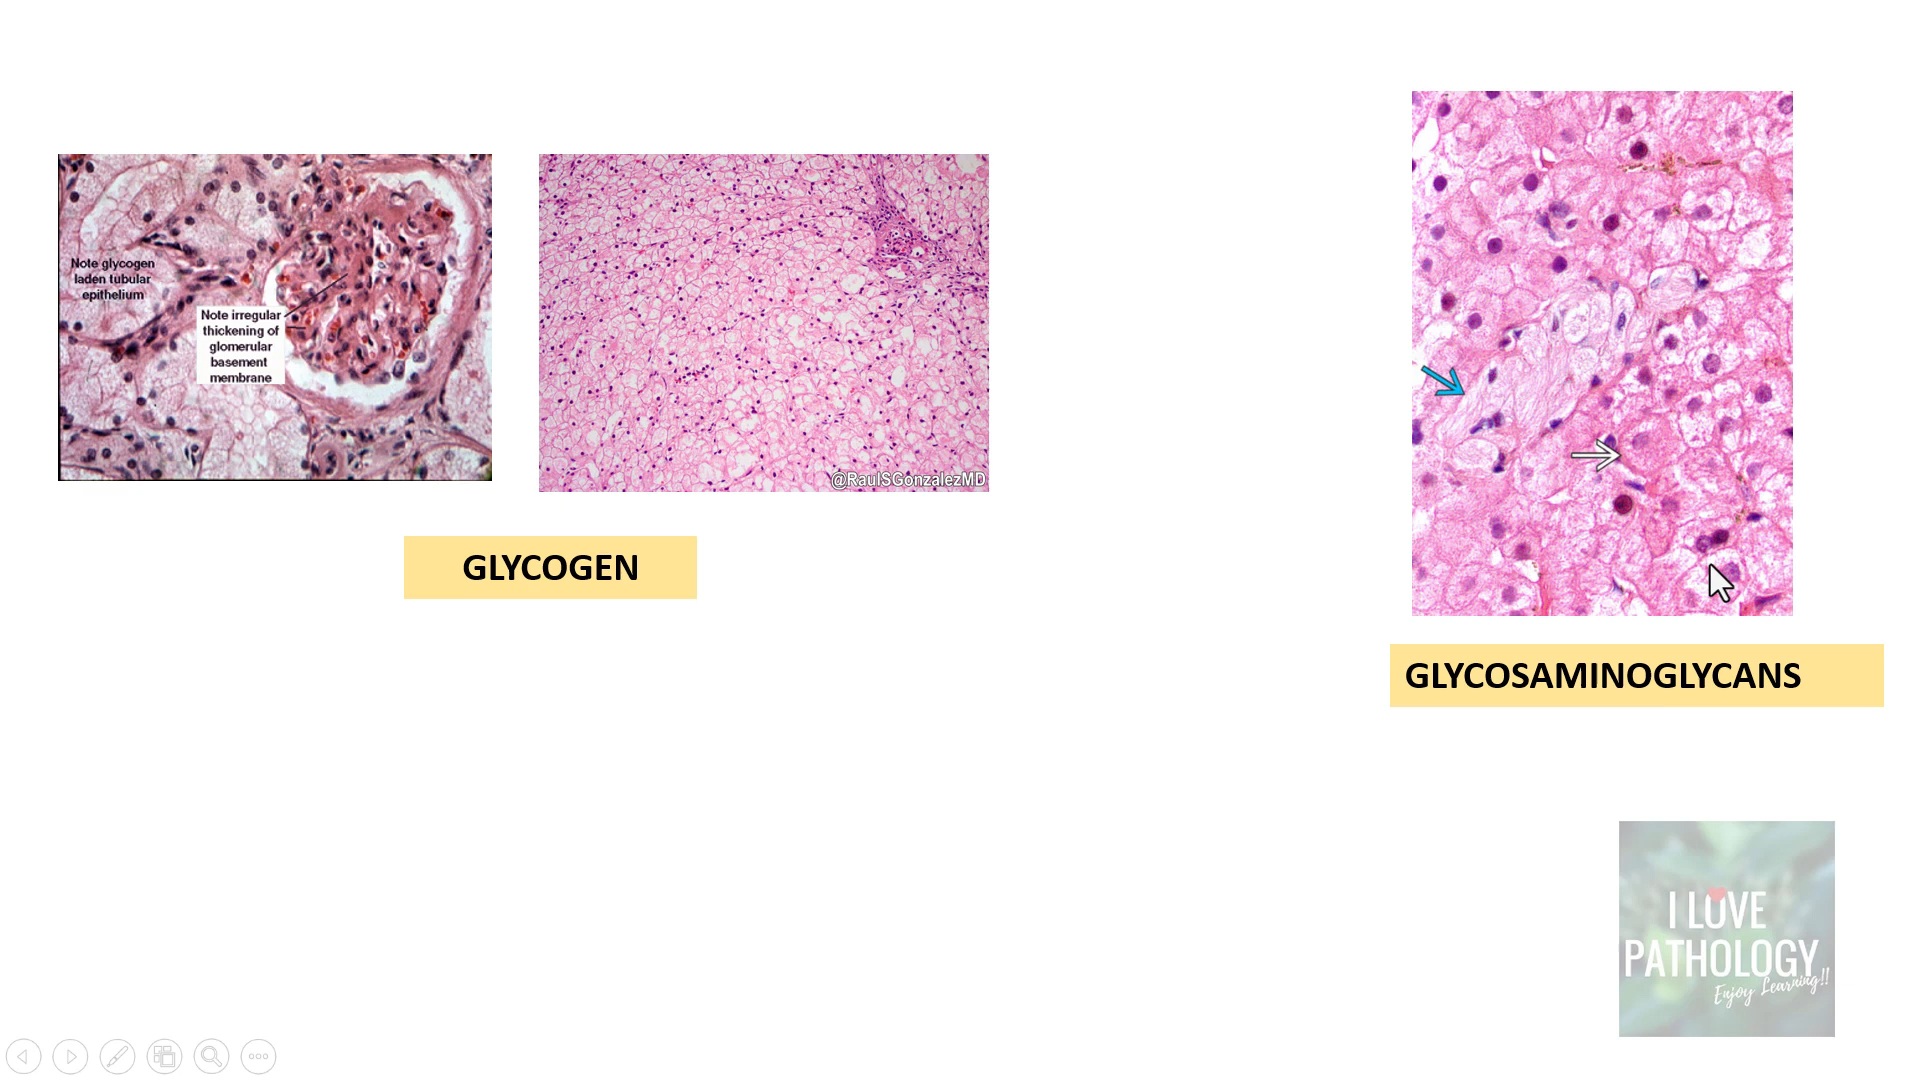 Note glycogen
laden tubular
epithelium
Note irregular
thickening of
glomerular
basement
membrane
@RaulSGonzalezMD
GLYCOGEN
GLYCOSAMINOGLYCANS
I LOVE
PATHOLOGY
Enjoy Learning!!